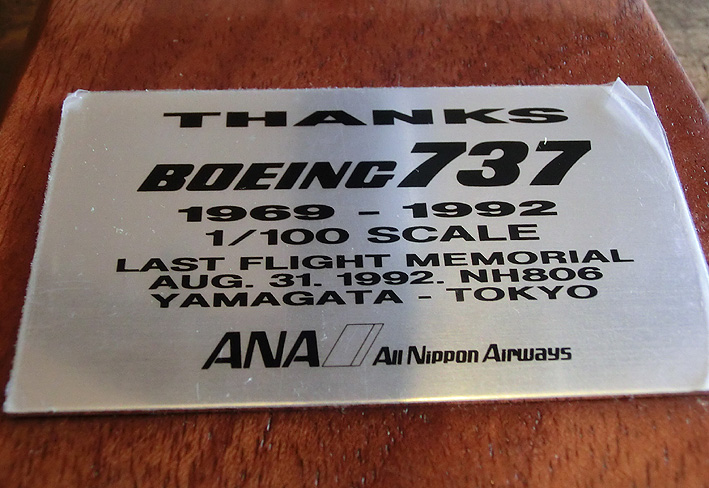 THANKS
BOEING 737
1969 - 1992
1/100 SCALE
LAST FLIGHT MEMORIAL
AUG. 31. 1992. NH806
YAMAGATA - TOKYO
ANA All Nippon Airways